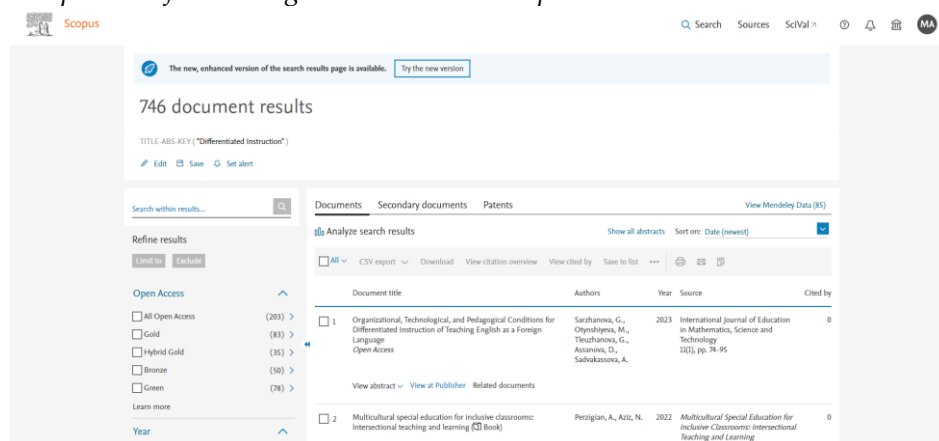 Scopus
Search
Sources
SciVal
MA
The new, enhanced version of the search results page is available.
Try the new version
746 document results
TITLE-ABS-KEY ( "Differentiated Instruction" )
Edit
Save
Set alert
Search within results...
Refine results
Limit to
Exclude
Open Access
All Open Access (203)
Gold (83)
Hybrid Gold (35)
Bronze (50)
Green (78)
Learn more
Year
Documents
Secondary documents
Patents
View Mendeley Data (85)
Analyze search results
Show all abstracts
Sort on: Date (newest)
All
CSV export
Download
View citation overview
View cited by
Save to list
...
Document title
Authors
Year
Source
Cited by
1
Organizational, Technological, and Pedagogical Conditions for
Differentiated Instruction of Teaching English as a Foreign
Language
Open Access
Sarzhanova, G.,
Otynshiyeva, M.,
Tleuzhanova, G.,
Assanova, D.,
Sadvakassova, A.
2023
International Journal of Education
in Mathematics, Science and
Technology
11(1), pp. 74-95
0
View abstract
View at Publisher
Related documents
2
Multicultural special education for inclusive classrooms:
Intersectional teaching and learning (Book)
Perzigian, A., Aziz, N.
2022
Multicultural Special Education for
Inclusive Classrooms: Intersectional
Teaching and Learning
0